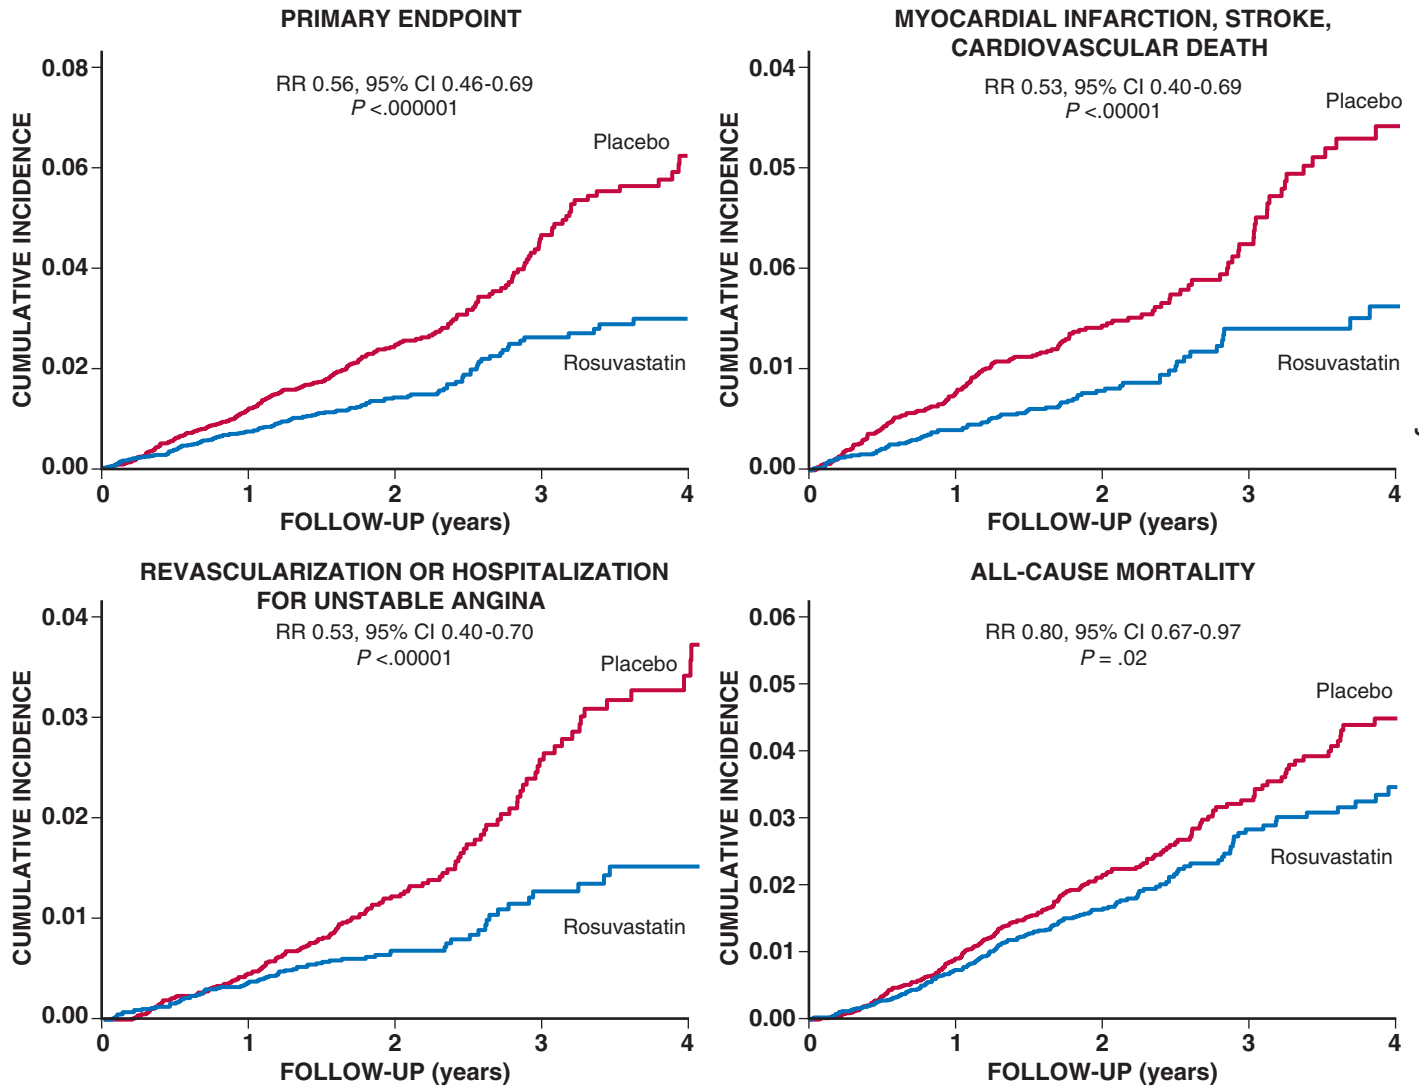 PRIMARY ENDPOINT
RR 0.56, 95% CI 0.46-0.69
P <.000001
CUMULATIVE INCIDENCE
0.08
0.06
0.04
0.02
0.00
Placebo
Rosuvastatin
0 1 2 3 4
FOLLOW-UP (years)
MYOCARDIAL INFARCTION, STROKE,
CARDIOVASCULAR DEATH
RR 0.53, 95% CI 0.40-0.69
P <.00001
CUMULATIVE INCIDENCE
0.04
0.05
0.06
0.01
0.00
Placebo
Rosuvastatin
0 1 2 3 4
FOLLOW-UP (years)
REVASCULARIZATION OR HOSPITALIZATION
FOR UNSTABLE ANGINA
RR 0.53, 95% CI 0.40-0.70
P <.00001
CUMULATIVE INCIDENCE
0.04
0.03
0.02
0.01
0.00
Placebo
Rosuvastatin
0 1 2 3 4
FOLLOW-UP (years)
ALL-CAUSE MORTALITY
RR 0.80, 95% CI 0.67-0.97
P = .02
CUMULATIVE INCIDENCE
0.06
0.05
0.04
0.03
0.02
0.01
0.00
Placebo
Rosuvastatin
0 1 2 3 4
FOLLOW-UP (years)